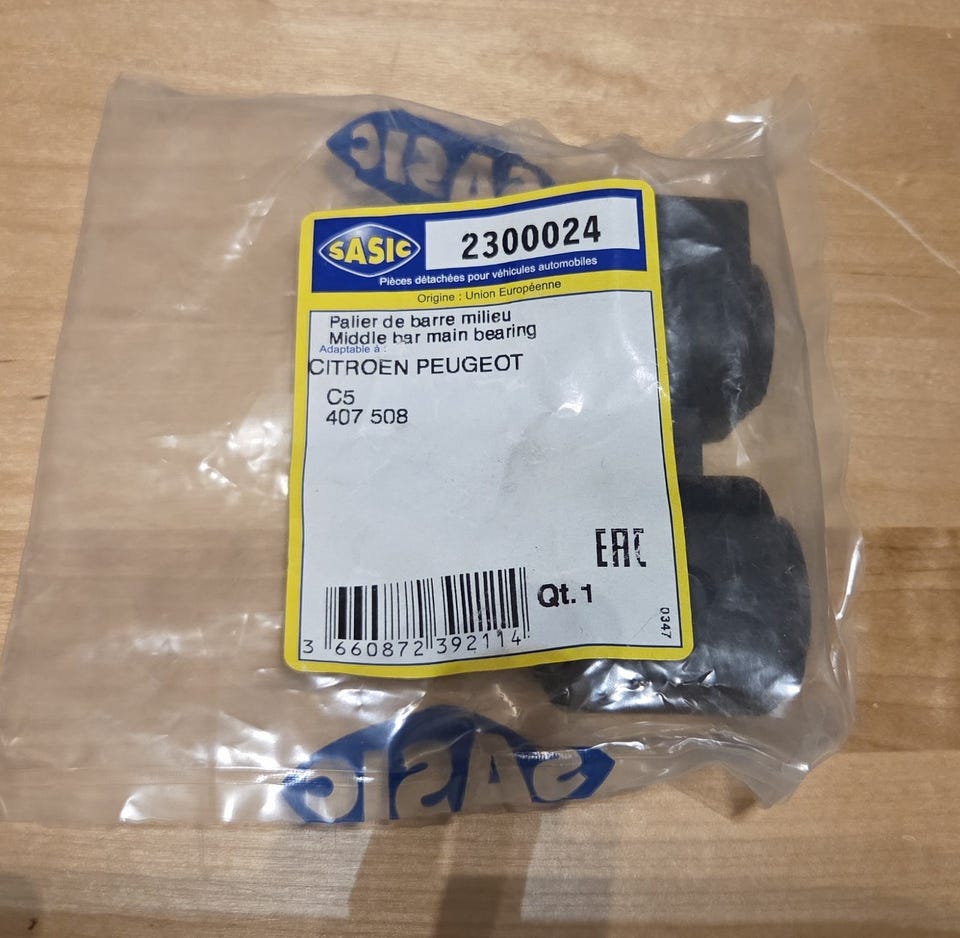 SASIC
SASIC
2300024
Pièces détachées pour véhicules automobiles
Origine : Union Européenne
Palier de barre milieu
Middle bar main bearing
Adaptable à :
CITROEN PEUGEOT
C5
407 508
EAC
Qt.1
0347
3 660872 392114
SASIC